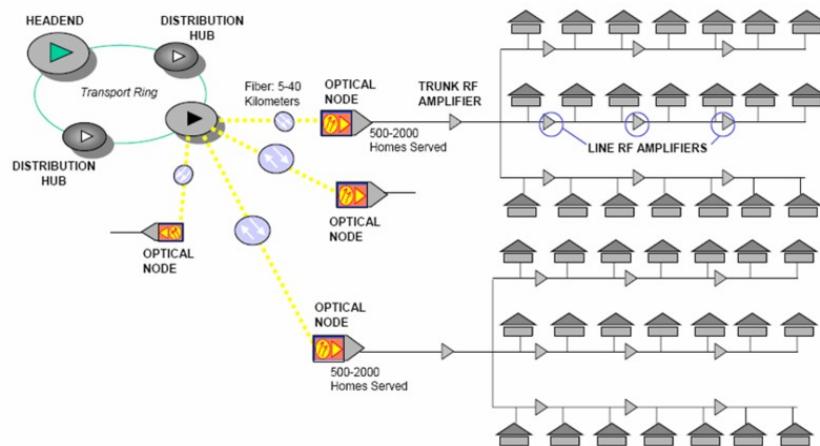 HEADEND
DISTRIBUTION
HUB
Transport Ring
DISTRIBUTION
HUB
Fiber: 5-40
Kilometers
OPTICAL
NODE
500-2000
Homes Served
TRUNK RF
AMPLIFIER
LINE RF AMPLIFIERS
OPTICAL
NODE
OPTICAL
NODE
OPTICAL
NODE
500-2000
Homes Served